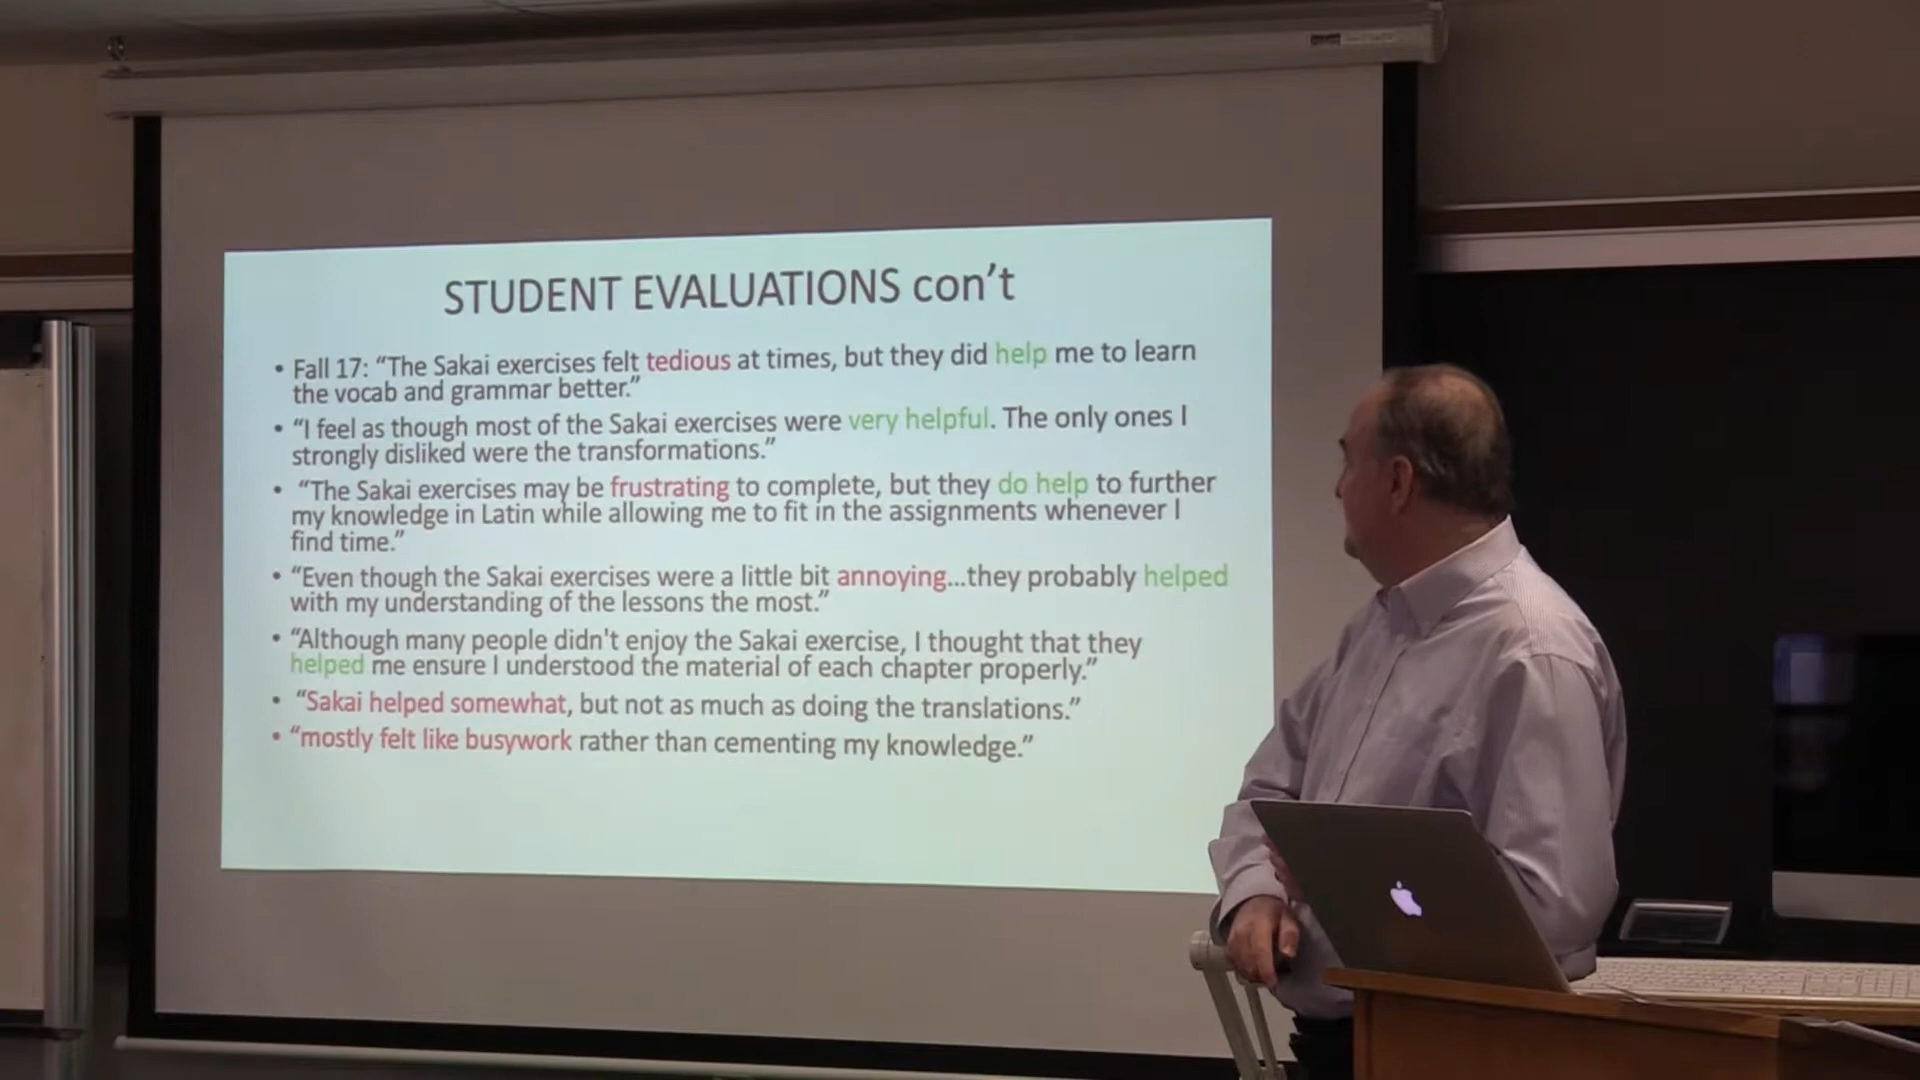 STUDENT EVALUATIONS con't
• Fall 17: “The Sakai exercises felt tedious at times, but they did help me to learn
the vocab and grammar better.”
• “I feel as though most of the Sakai exercises were very helpful. The only ones I
strongly disliked were the transformations.”
• “The Sakai exercises may be frustrating to complete, but they do help to further
my knowledge in Latin while allowing me to fit in the assignments whenever I
find time.”
• “Even though the Sakai exercises were a little bit annoying...they probably helped
with my understanding of the lessons the most.”
• “Although many people didn't enjoy the Sakai exercise, I thought that they
helped me ensure I understood the material of each chapter properly.”
• “Sakai helped somewhat, but not as much as doing the translations.”
• “mostly felt like busywork rather than cementing my knowledge.”